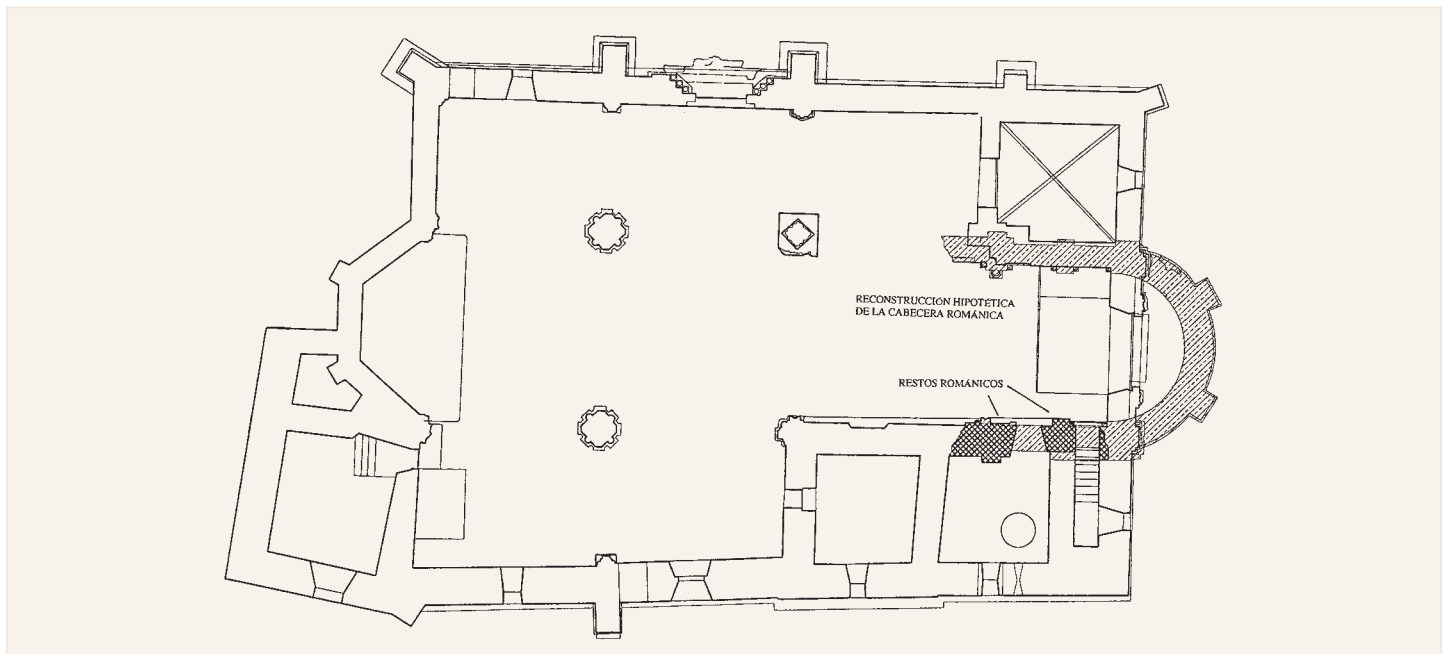 RECONSTRUCCIÓN HIPOTÉTICA
DE LA CABECERA ROMÁNICA
RESTOS ROMÁNICOS